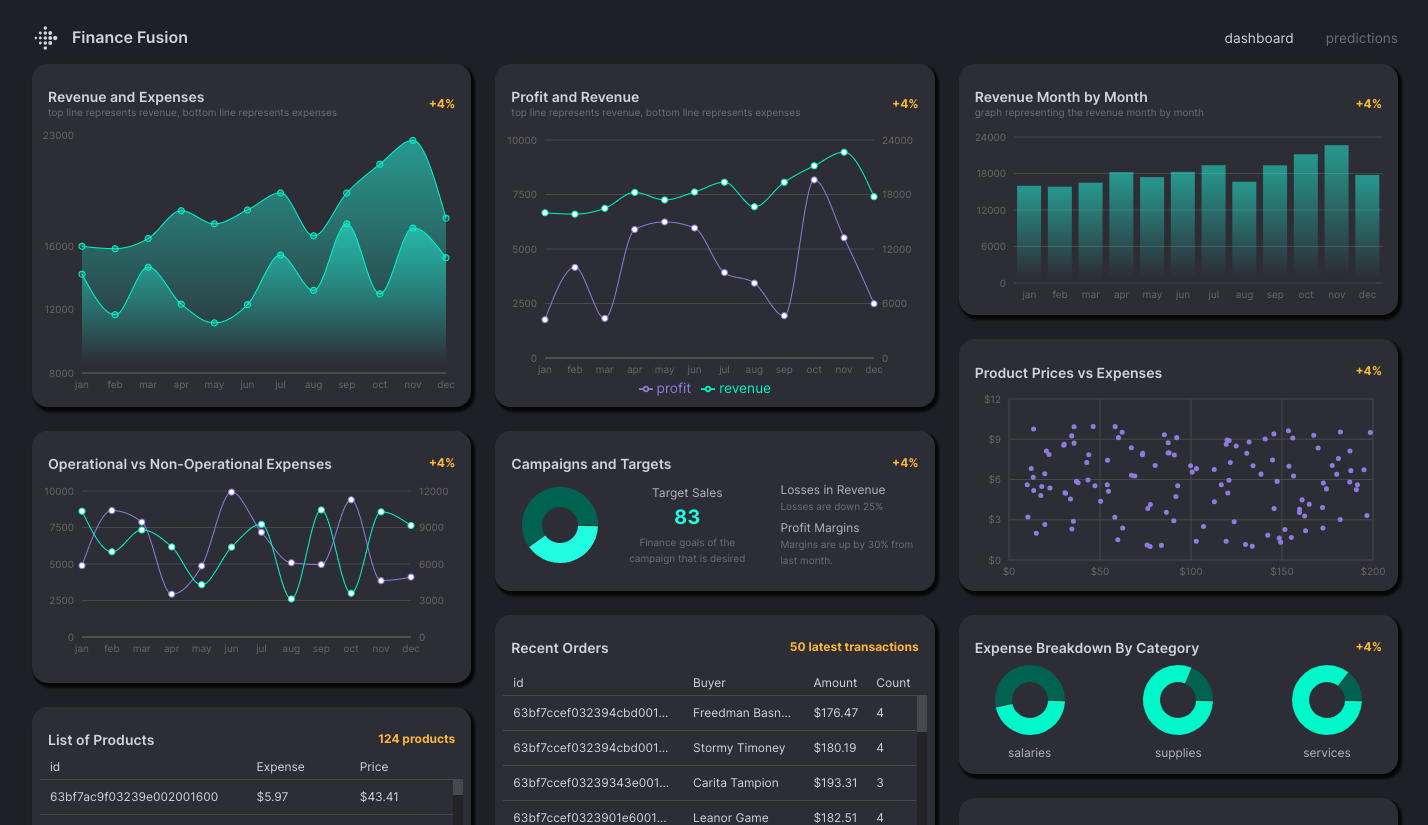 Finance Fusion
dashboard predictions
Revenue and Expenses
top line represents revenue, bottom line represents expenses
+4%
23000
16000
12000
8000
jan feb mar apr may jun jul aug sep oct nov dec
Profit and Revenue
top line represents revenue, bottom line represents expenses
+4%
10000 24000
7500 18000
5000 12000
2500 6000
0 0
jan feb mar apr may jun jul aug sep oct nov dec
profit revenue
Revenue Month by Month
graph representing the revenue month by month
+4%
24000
18000
12000
6000
0
jan feb mar apr may jun jul aug sep oct nov dec
Operational vs Non-Operational Expenses
+4%
10000 12000
7500 9000
5000 6000
2500 3000
0 0
jan feb mar apr may jun jul aug sep oct nov dec
Campaigns and Targets
+4%
Target Sales
83
Finance goals of the
campaign that is desired
Losses in Revenue
Losses are down 25%
Profit Margins
Margins are up by 30% from
last month.
Product Prices vs Expenses
+4%
$12
$9
$6
$3
$0
$0 $50 $100 $150 $200
List of Products
124 products
id Expense Price
63bf7ac9f03239e002001600 $5.97 $43.41
Recent Orders
50 latest transactions
id Buyer Amount Count
63bf7ccef032394cbd001... Freedman Basn... $176.47 4
63bf7ccef032394cbd001... Stormy Timoney $180.19 4
63bf7ccef03239343e001... Carita Tampion $193.31 3
63bf7ccef0323901e6001... Leanor Game $182.51 4
Expense Breakdown By Category
+4%
salaries supplies services